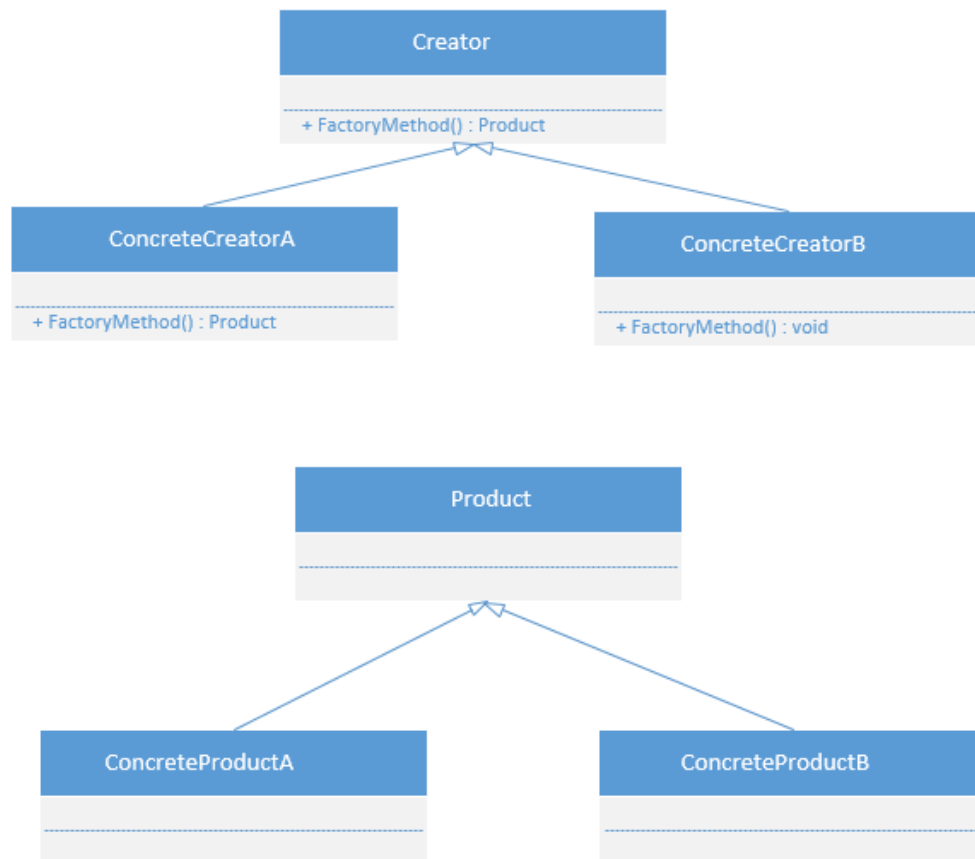 Creator
+ FactoryMethod() : Product
ConcreteCreatorA
+ FactoryMethod() : Product
ConcreteCreatorB
+ FactoryMethod() : void
Product
ConcreteProductA
ConcreteProductB